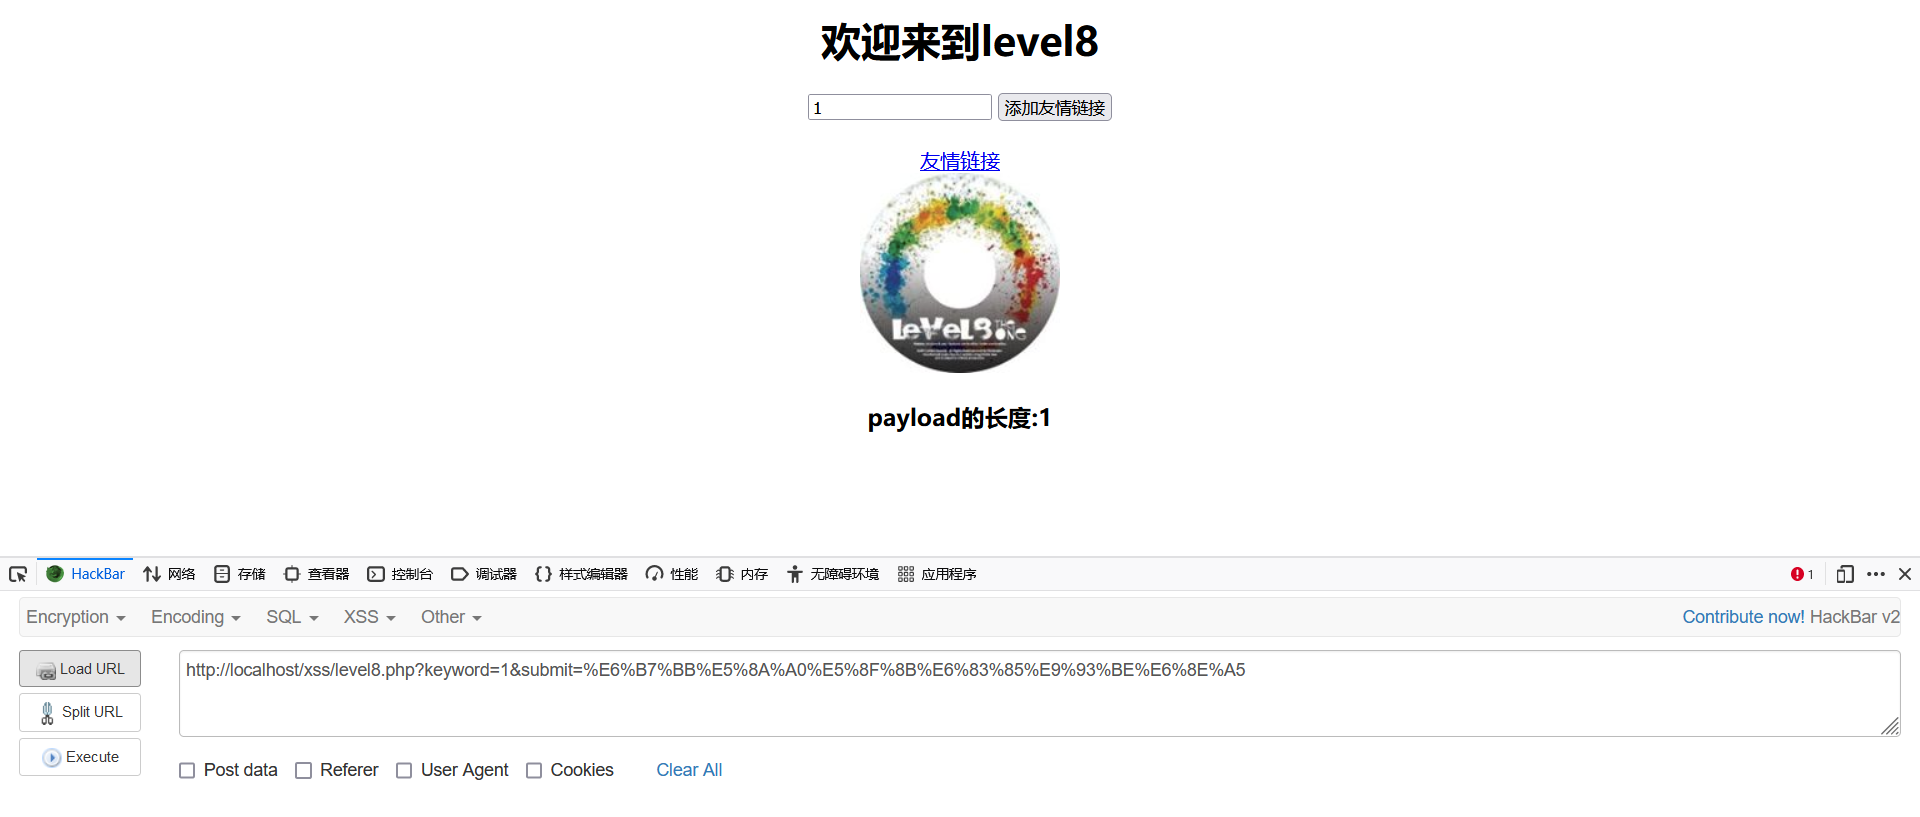 欢迎来到level8
1 添加友情链接
友情链接
LeVeL8 THE ONG
payload的长度:1
HackBar 网络 存储 查看器 控制台 调试器 样式编辑器 性能 内存 无障碍环境 应用程序 1
Encryption Encoding SQL XSS Other Contribute now! HackBar v2
Load URL http://localhost/xss/level8.php?keyword=1&submit=%E6%B7%BB%E5%8A%A0%E5%8F%8B%E6%83%85%E9%93%BE%E6%8E%A5
Split URL
Execute
Post data Referer User Agent Cookies Clear All